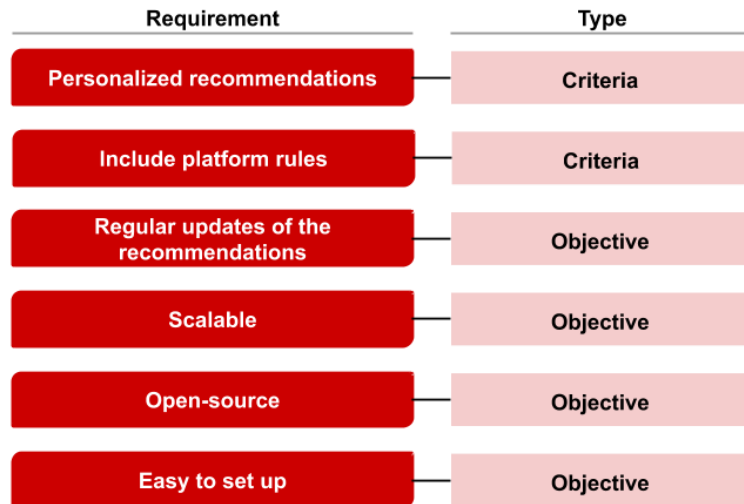 Requirement Type
Personalized recommendations Criteria
Include platform rules Criteria
Regular updates of the
recommendations Objective
Scalable Objective
Open-source Objective
Easy to set up Objective